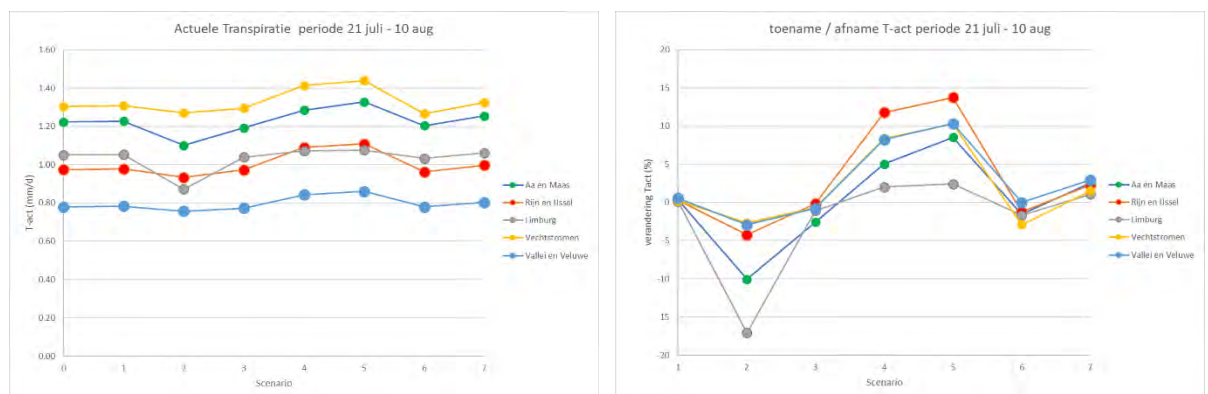 Actuele Transpiratie periode 21 juli - 10 aug
1.60
1.40
1.20
1.00
0.80
0.60
0.40
0.20
0.00
T-act (mm/d)
0 1 2 3 4 5 6 7
Scenario
Aa en Maas
Rijn en IJssel
Limburg
Vechtstromen
Vallei en Veluwe
toename / afname T-act periode 21 juli - 10 aug
20
15
10
5
0
-5
-10
15
-20
verandering Tact (%)
1 2 3 4 5 6 7
Scenario
Aa en Maas
Rijn en IJssel
Limburg
Vechtstromen
Vallei en Veluwe